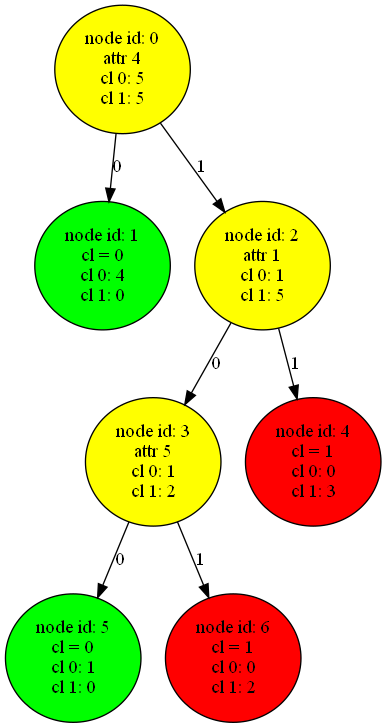 node id: 0
attr 4
cl 0: 5
cl 1: 5
0
1
node id: 1
cl = 0
cl 0: 4
cl 1: 0
node id: 2
attr 1
cl 0: 1
cl 1: 5
0
1
node id: 3
attr 5
cl 0: 1
cl 1: 2
node id: 4
cl = 1
cl 0: 0
cl 1: 3
0
1
node id: 5
cl = 0
cl 0: 1
cl 1: 0
node id: 6
cl = 1
cl 0: 0
cl 1: 2